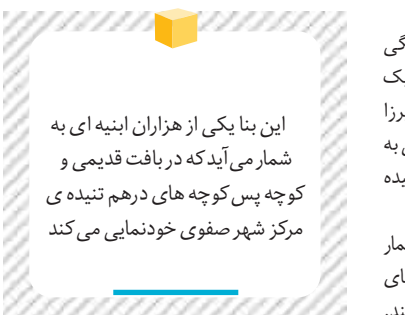 این بنا یکی از هزاران ابنیه ای به
شمار می آید که در بافت قدیمی و
کوچه پس کوچه های درهم تنیده ی
مرکز شهر صفوی خودنمایی می کند